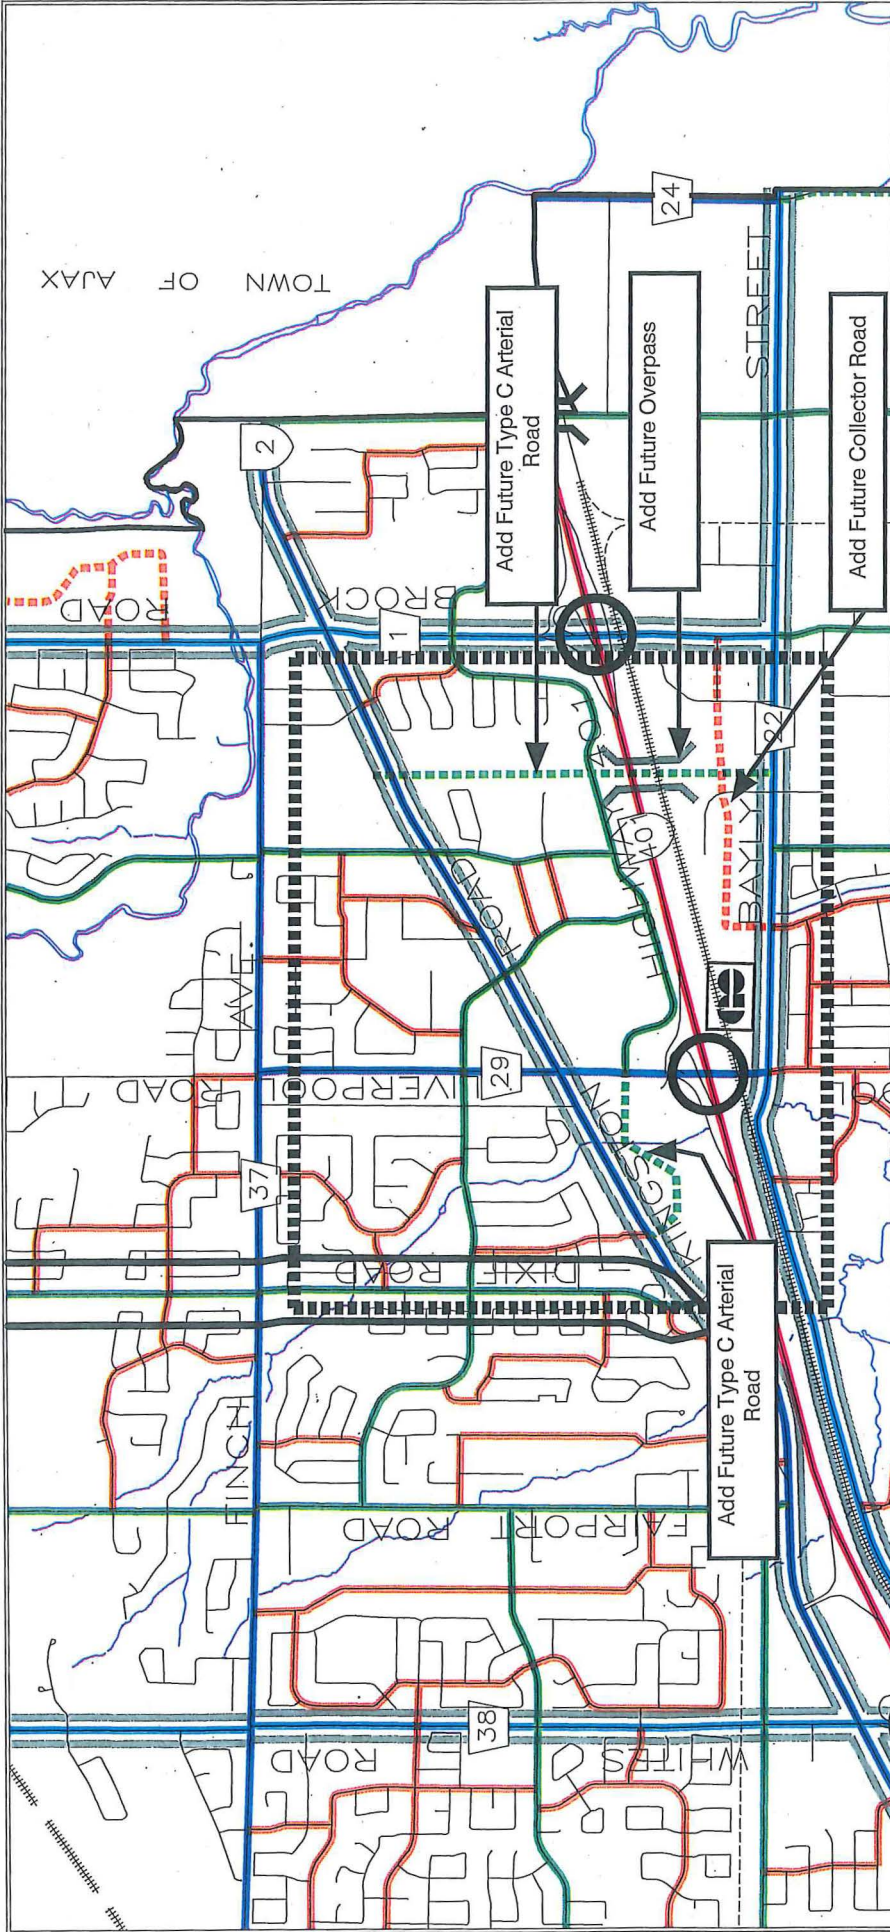 TOWN OF AJAX
24
STREET
Add Future Type C Arterial
Road
Add Future Overpass
Add Future Collector Road
2
BROCK
ROAD
1
22
BAYLY
HIGHWAY 401
401
GO
ROAD
KINGSTON
AVE.
LIVERPOOL ROAD
29
37
DIXIE ROAD
Add Future Type C Arterial
Road
FINCH
FAIRPORT ROAD
38
WHITES ROAD